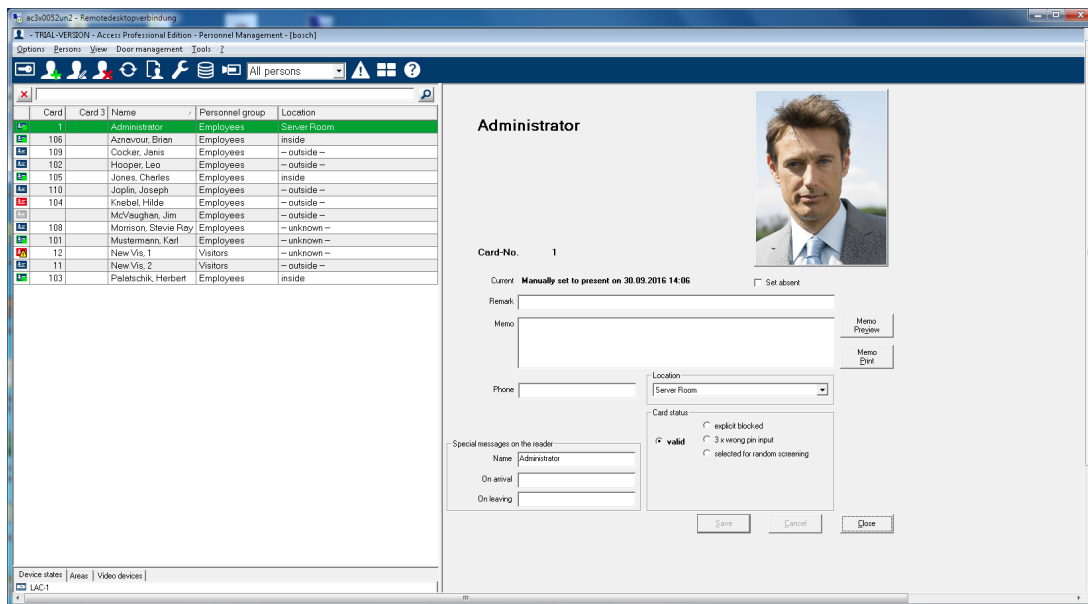 ac3x0052un2 - Remotedesktopverbindung
- TRIAL-VERSION - Access Professional Edition - Personnel Management - [bosch]
Options Persons View Door management Tools ?
All persons
Card Card 3 Name Personnel group Location
1 Administrator Employees Server Room
106 Aznavour, Brian Employees inside
109 Cocker, Janis Employees -- outside --
102 Hooper, Leo Employees -- outside --
105 Jones, Charles Employees inside
110 Joplin, Joseph Employees -- outside --
104 Knebel, Hilde Employees -- outside --
McVaughan, Jim Employees -- outside --
108 Morrison, Stevie Ray Employees -- unknown --
101 Mustermann, Karl Employees -- unknown --
12 New Vis, 1 Visitors -- unknown --
11 New Vis, 2 Visitors -- outside --
103 Palatschik, Herbert Employees inside
Administrator
Card-No. 1
Current Manually set to present on 30.09.2016 14:06
Set absent
Remark
Memo
Memo Preview
Memo Print
Phone
Location
Server Room
Card status
valid
explicit blocked
3 x wrong pin input
selected for random screening
Special messages on the reader
Name Administrator
On arrival
On leaving
Save Cancel Close
Device states Areas Video devices
LAC-1